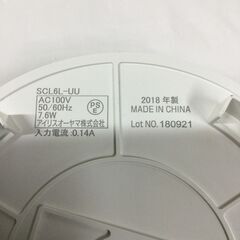 SCL6L-UU
AC100V
50/60Hz
7.6W
アイリスオーヤマ株式会社
入力電流:0.14A
PS
E
2018年製
MADE IN CHINA
Lot NO.180921